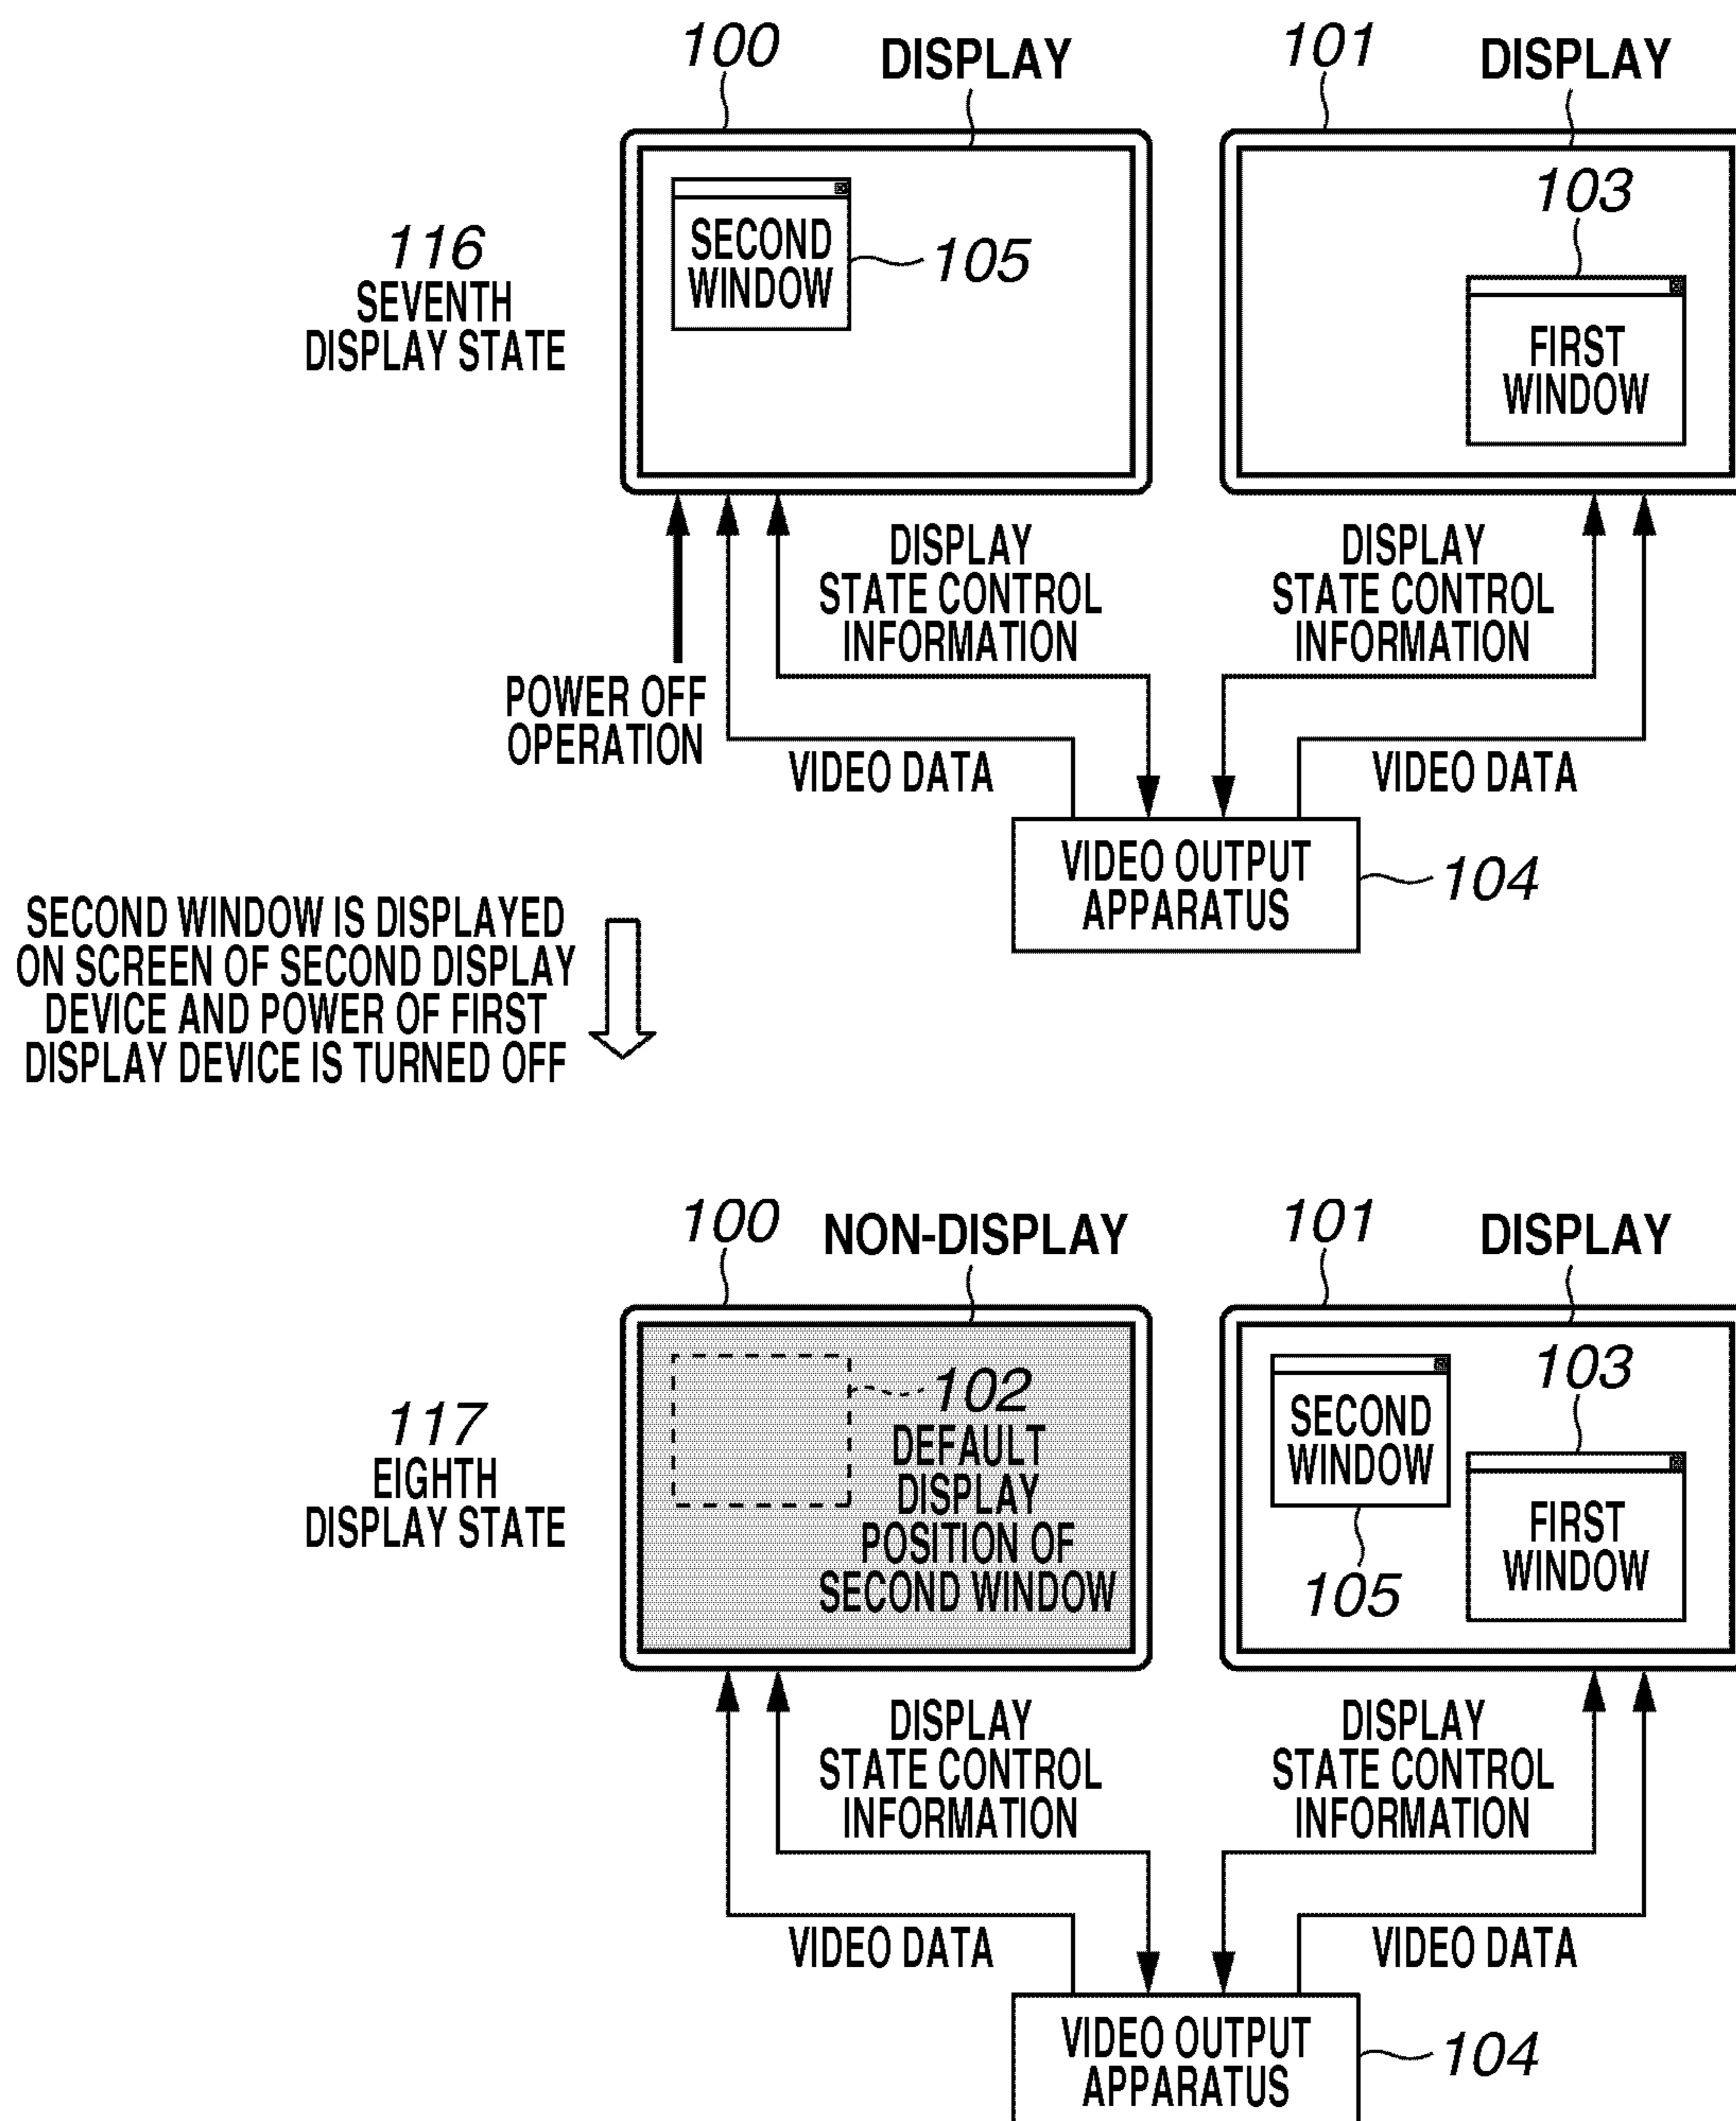 100
DISPLAY
101
DISPLAY
116
SEVENTH
DISPLAY STATE
SECOND
WINDOW
105
103
FIRST
WINDOW
POWER OFF
OPERATION
DISPLAY
STATE CONTROL
INFORMATION
DISPLAY
STATE CONTROL
INFORMATION
VIDEO DATA
VIDEO DATA
VIDEO OUTPUT
APPARATUS
104
SECOND WINDOW IS DISPLAYED
ON SCREEN OF SECOND DISPLAY
DEVICE AND POWER OF FIRST
DISPLAY DEVICE IS TURNED OFF
100
NON-DISPLAY
101
DISPLAY
117
EIGHTH
DISPLAY STATE
102
DEFAULT
DISPLAY
POSITION OF
SECOND WINDOW
SECOND
WINDOW
105
103
FIRST
WINDOW
DISPLAY
STATE CONTROL
INFORMATION
DISPLAY
STATE CONTROL
INFORMATION
VIDEO DATA
VIDEO DATA
VIDEO OUTPUT
APPARATUS
104